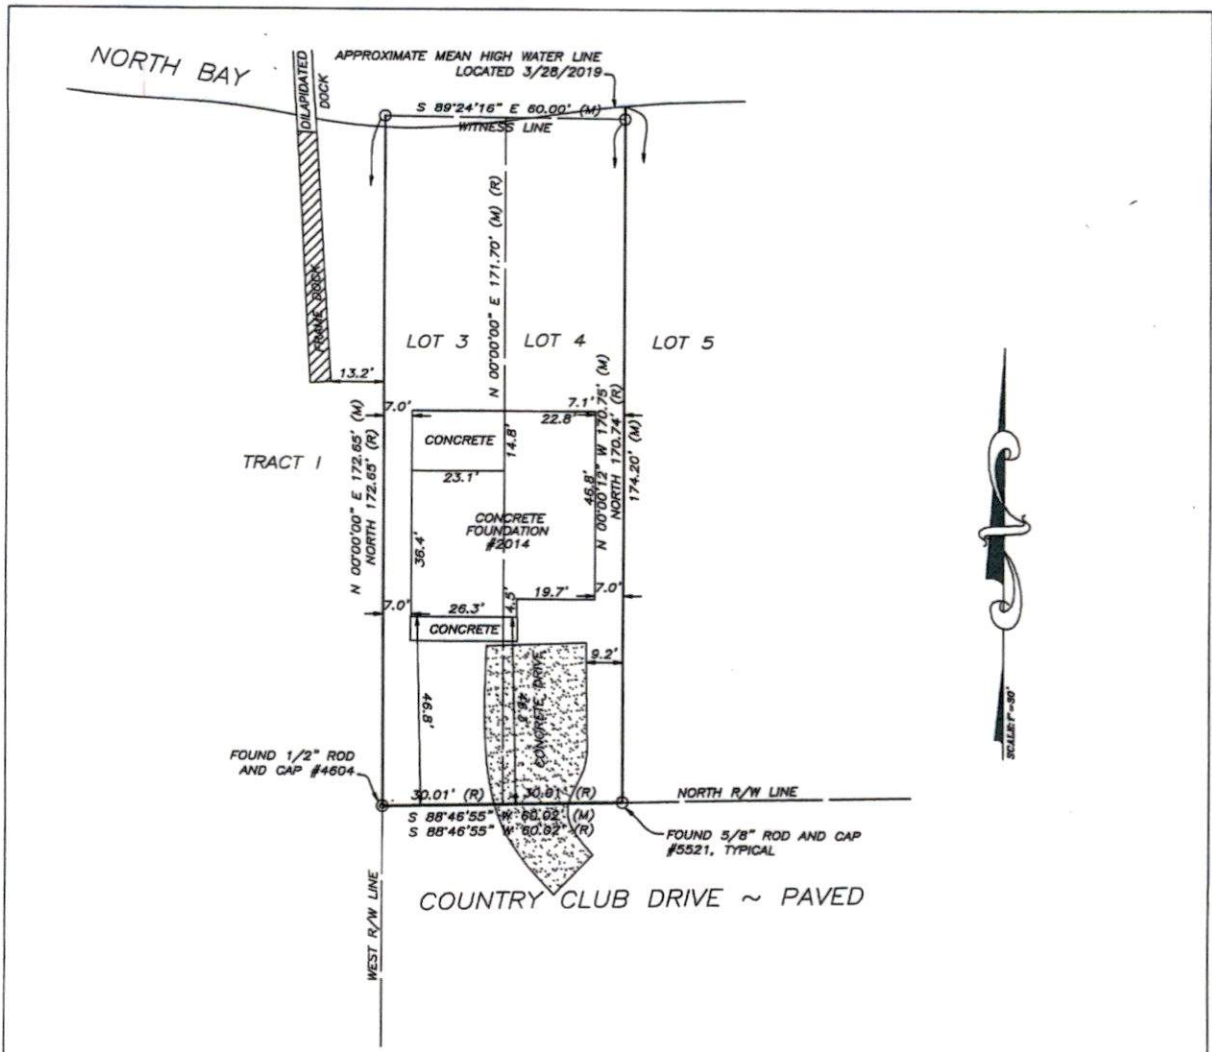 NORTH BAY
DILAPIDATED
DOCK
APPROXIMATE MEAN HIGH WATER LINE
LOCATED 3/28/2019
S 89°24'16" E 60.00' (M)
WITNESS LINE
FRAME DOCK
N 00°00'00" E 171.70' (M) (R)
LOT 3
LOT 4
LOT 5
13.2'
7.0'
7.1'
22.8'
CONCRETE
14.8'
23.1'
TRACT 1
N 00°00'00" E 172.65' (M)
NORTH 172.65' (R)
46.8'
N 00°00'12" W 170.75' (M)
NORTH 170.74' (R)
174.20' (M)
CONCRETE
FOUNDATION
#2014
36.4'
19.7'
7.0'
7.0'
26.3'
4.5'
CONCRETE
9.2'
46.8'
CONCRETE DRIVE
FOUND 1/2" ROD
AND CAP #4604
30.01' (R)
30.01' (R)
NORTH R/W LINE
S 88°46'55" W 60.02' (M)
S 88°46'55" W 60.02' (R)
FOUND 5/8" ROD AND CAP
#5521, TYPICAL
COUNTRY CLUB DRIVE ~ PAVED
WEST R/W LINE
SCALE: 1"=30'